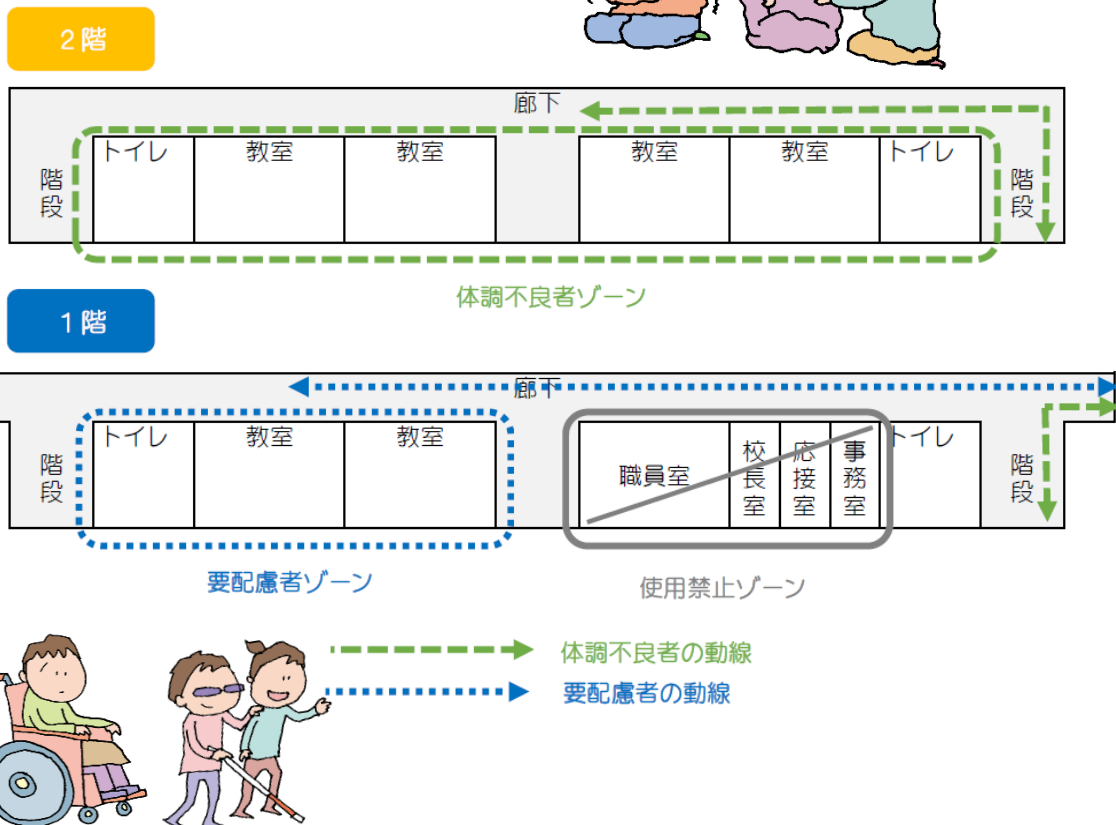 2階
廊下
トイレ 教室 教室 教室 教室 トイレ
階段 階段
体調不良者ゾーン
1階
廊下
トイレ 教室 教室 職員室 校長室 応接室 事務室 トイレ
階段 階段
要配慮者ゾーン 使用禁止ゾーン
体調不良者の動線
要配慮者の動線